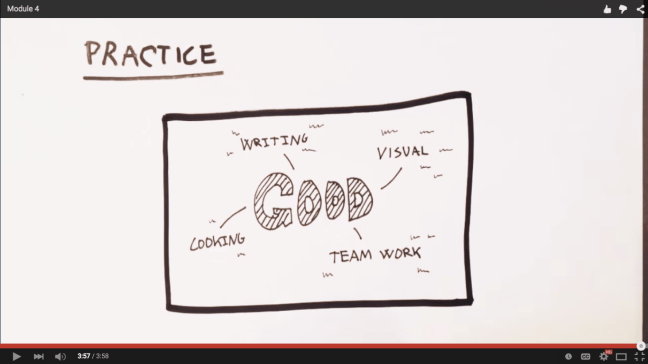 Module 4
PRACTICE
WRITING
VISUAL
GOOD
COOKING
TEAM WORK
3:57 / 3:58